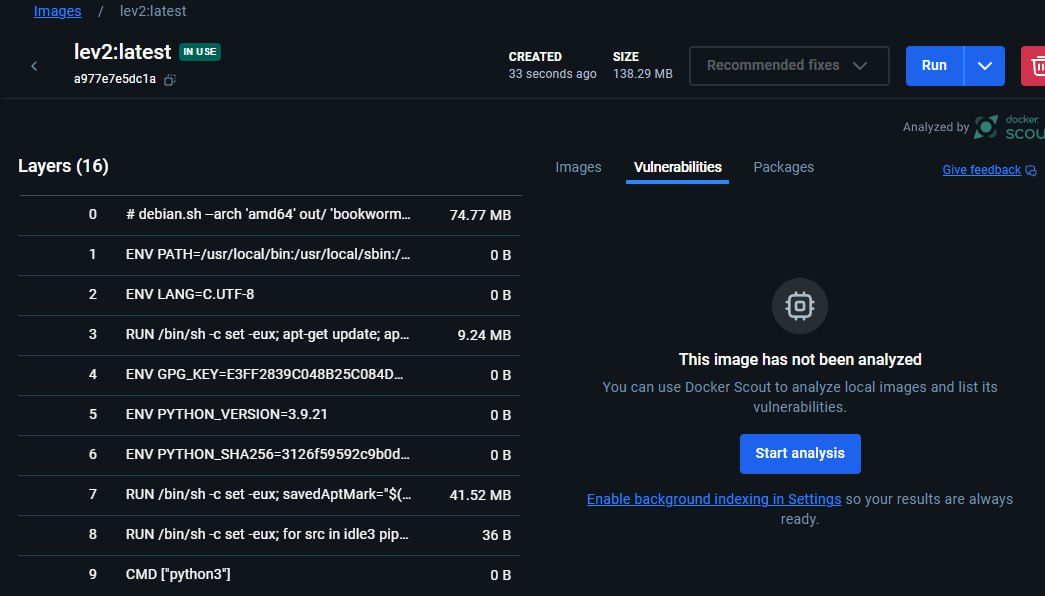 Images / lev2:latest
lev2:latest IN USE
a977e7e5dc1a
CREATED
33 seconds ago
SIZE
138.29 MB
Recommended fixes
Run
Analyzed by docker
SCOU
Layers (16)
Images Vulnerabilities Packages
Give feedback
0 # debian.sh --arch 'amd64' out/ 'bookworm... 74.77 MB
1 ENV PATH=/usr/local/bin:/usr/local/sbin:/... 0 B
2 ENV LANG=C.UTF-8 0 B
3 RUN /bin/sh -c set -eux; apt-get update; ap... 9.24 MB
4 ENV GPG_KEY=E3FF2839C048B25C084D... 0 B
5 ENV PYTHON_VERSION=3.9.21 0 B
6 ENV PYTHON_SHA256=3126f59592c9b0d... 0 B
7 RUN /bin/sh -c set -eux; savedAptMark="$(... 41.52 MB
8 RUN /bin/sh -c set -eux; for src in idle3 pip... 36 B
9 CMD ["python3"] 0 B
This image has not been analyzed
You can use Docker Scout to analyze local images and list its
vulnerabilities.
Start analysis
Enable background indexing in Settings so your results are always
ready.